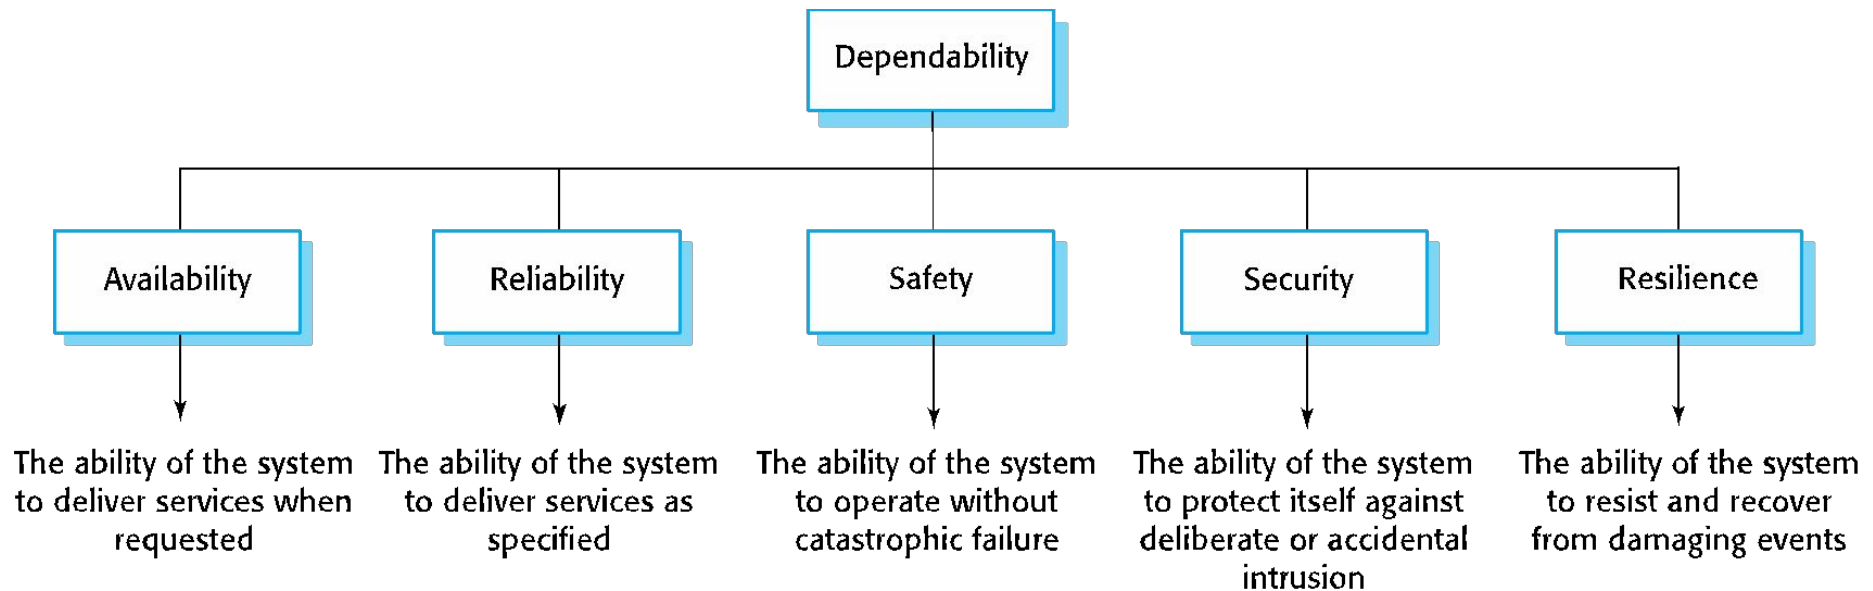 Dependability
Availability
Reliability
Safety
Security
Resilience
The ability of the system
to deliver services when
requested
The ability of the system
to deliver services as
specified
The ability of the system
to operate without
catastrophic failure
The ability of the system
to protect itself against
deliberate or accidental
intrusion
The ability of the system
to resist and recover
from damaging events